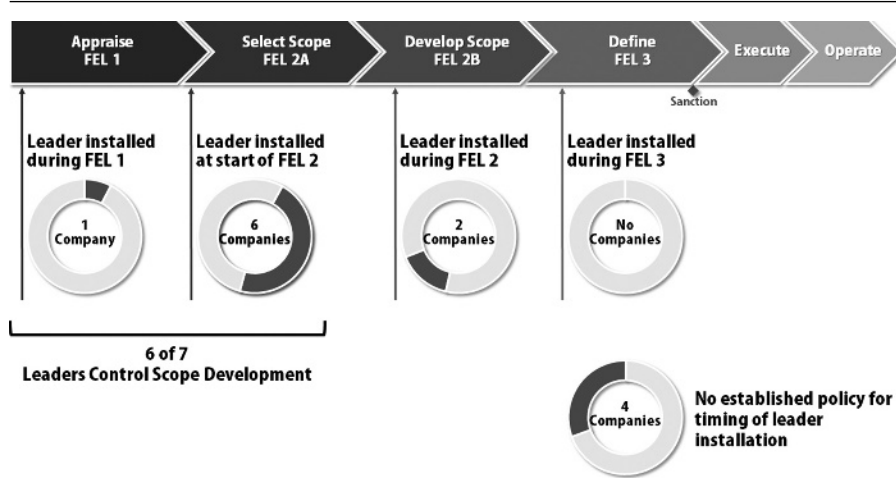 Appraise
FEL 1
Select Scope
FEL 2A
Develop Scope
FEL 2B
Define
FEL 3
Execute
Operate
Sanction
Leader installed
during FEL 1
Leader installed
at start of FEL 2
Leader installed
during FEL 2
Leader installed
during FEL 3
1
Company
6
Companies
2
Companies
No
Companies
6 of 7
Leaders Control Scope Development
4
Companies
No established policy for
timing of leader
installation